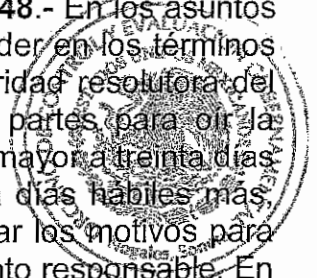 48.- En los asuntos
der en los términos
ridad resolutora del
partes para oír la
mayor a treinta días
días hábiles más,
ar los motivos para
nto responsable. En